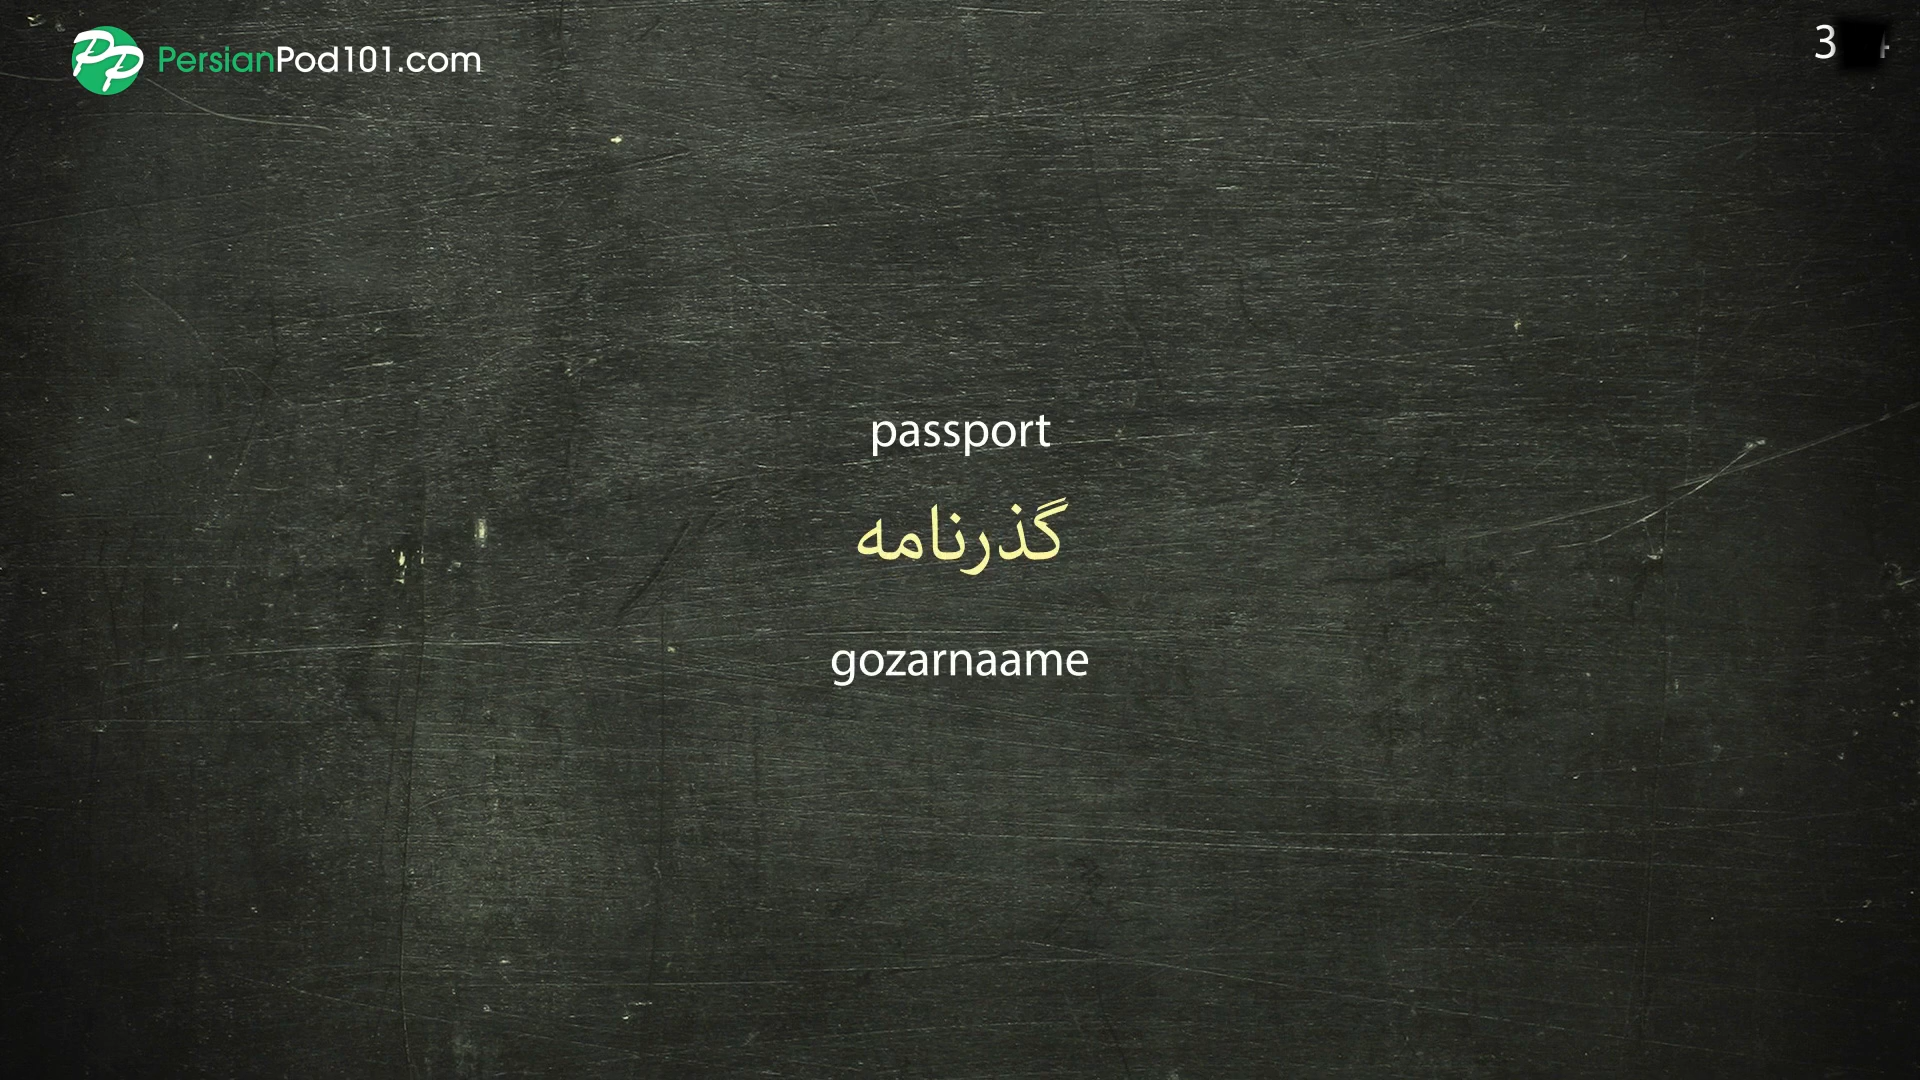 PersianPod101.com
3
passport
گذرنامه
gozarnaame